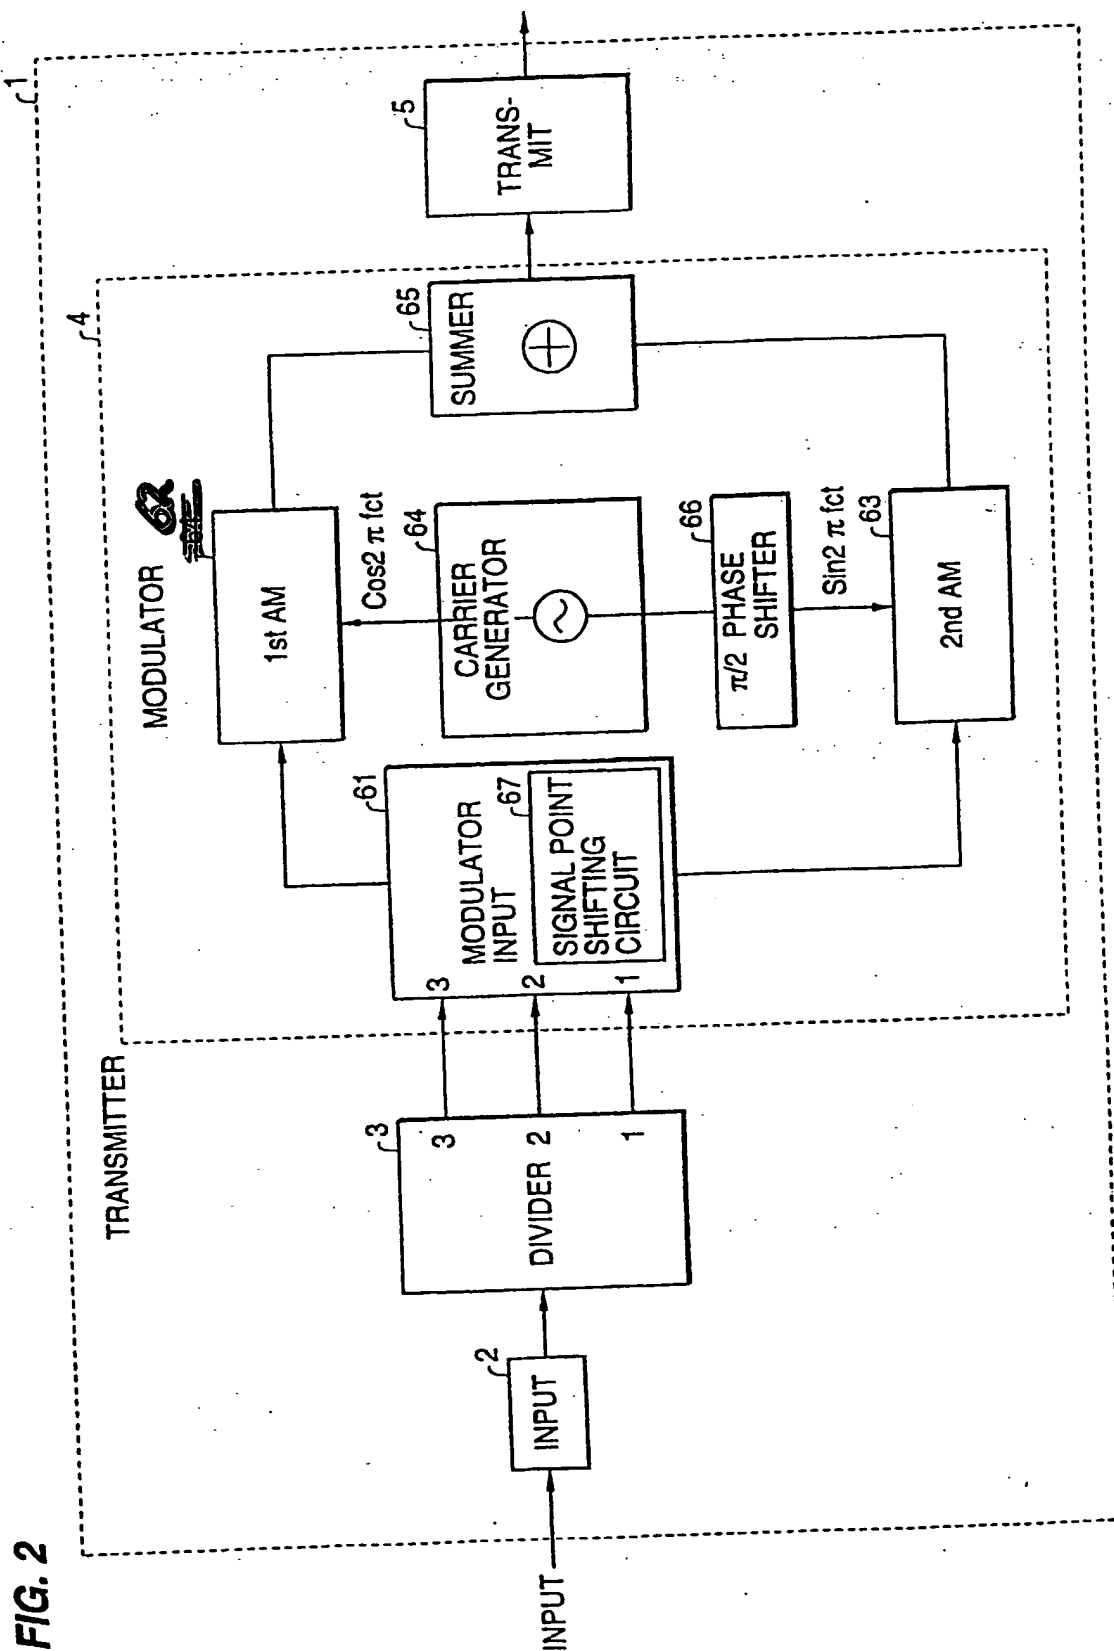 FIG. 2
1
TRANSMITTER
MODULATOR
4
62
1st AM
Cos2 π fct
INPUT
2
INPUT
3
DIVIDER
3
2
1
61
MODULATOR
INPUT
3
2
1
67
SIGNAL POINT
SHIFTING
CIRCUIT
64
CARRIER
GENERATOR
~
66
π/2 PHASE
SHIFTER
Sin2 π fct
63
2nd AM
65
SUMMER
+
5
TRANS-
MIT